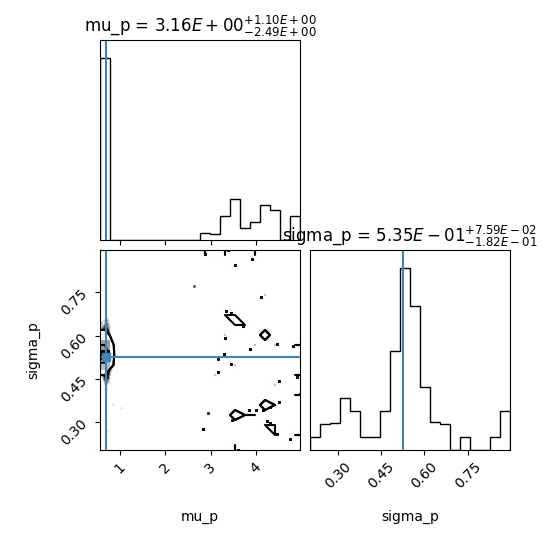 mu_p = 3.16E + 00+1.10E+00
−2.49E+00
sigma_p = 5.35E − 01+7.59E−02
−1.82E−01
sigma_p
0.75
0.60
0.45
0.30
1 2 3 4
mu_p
0.30 0.45 0.60 0.75
sigma_p